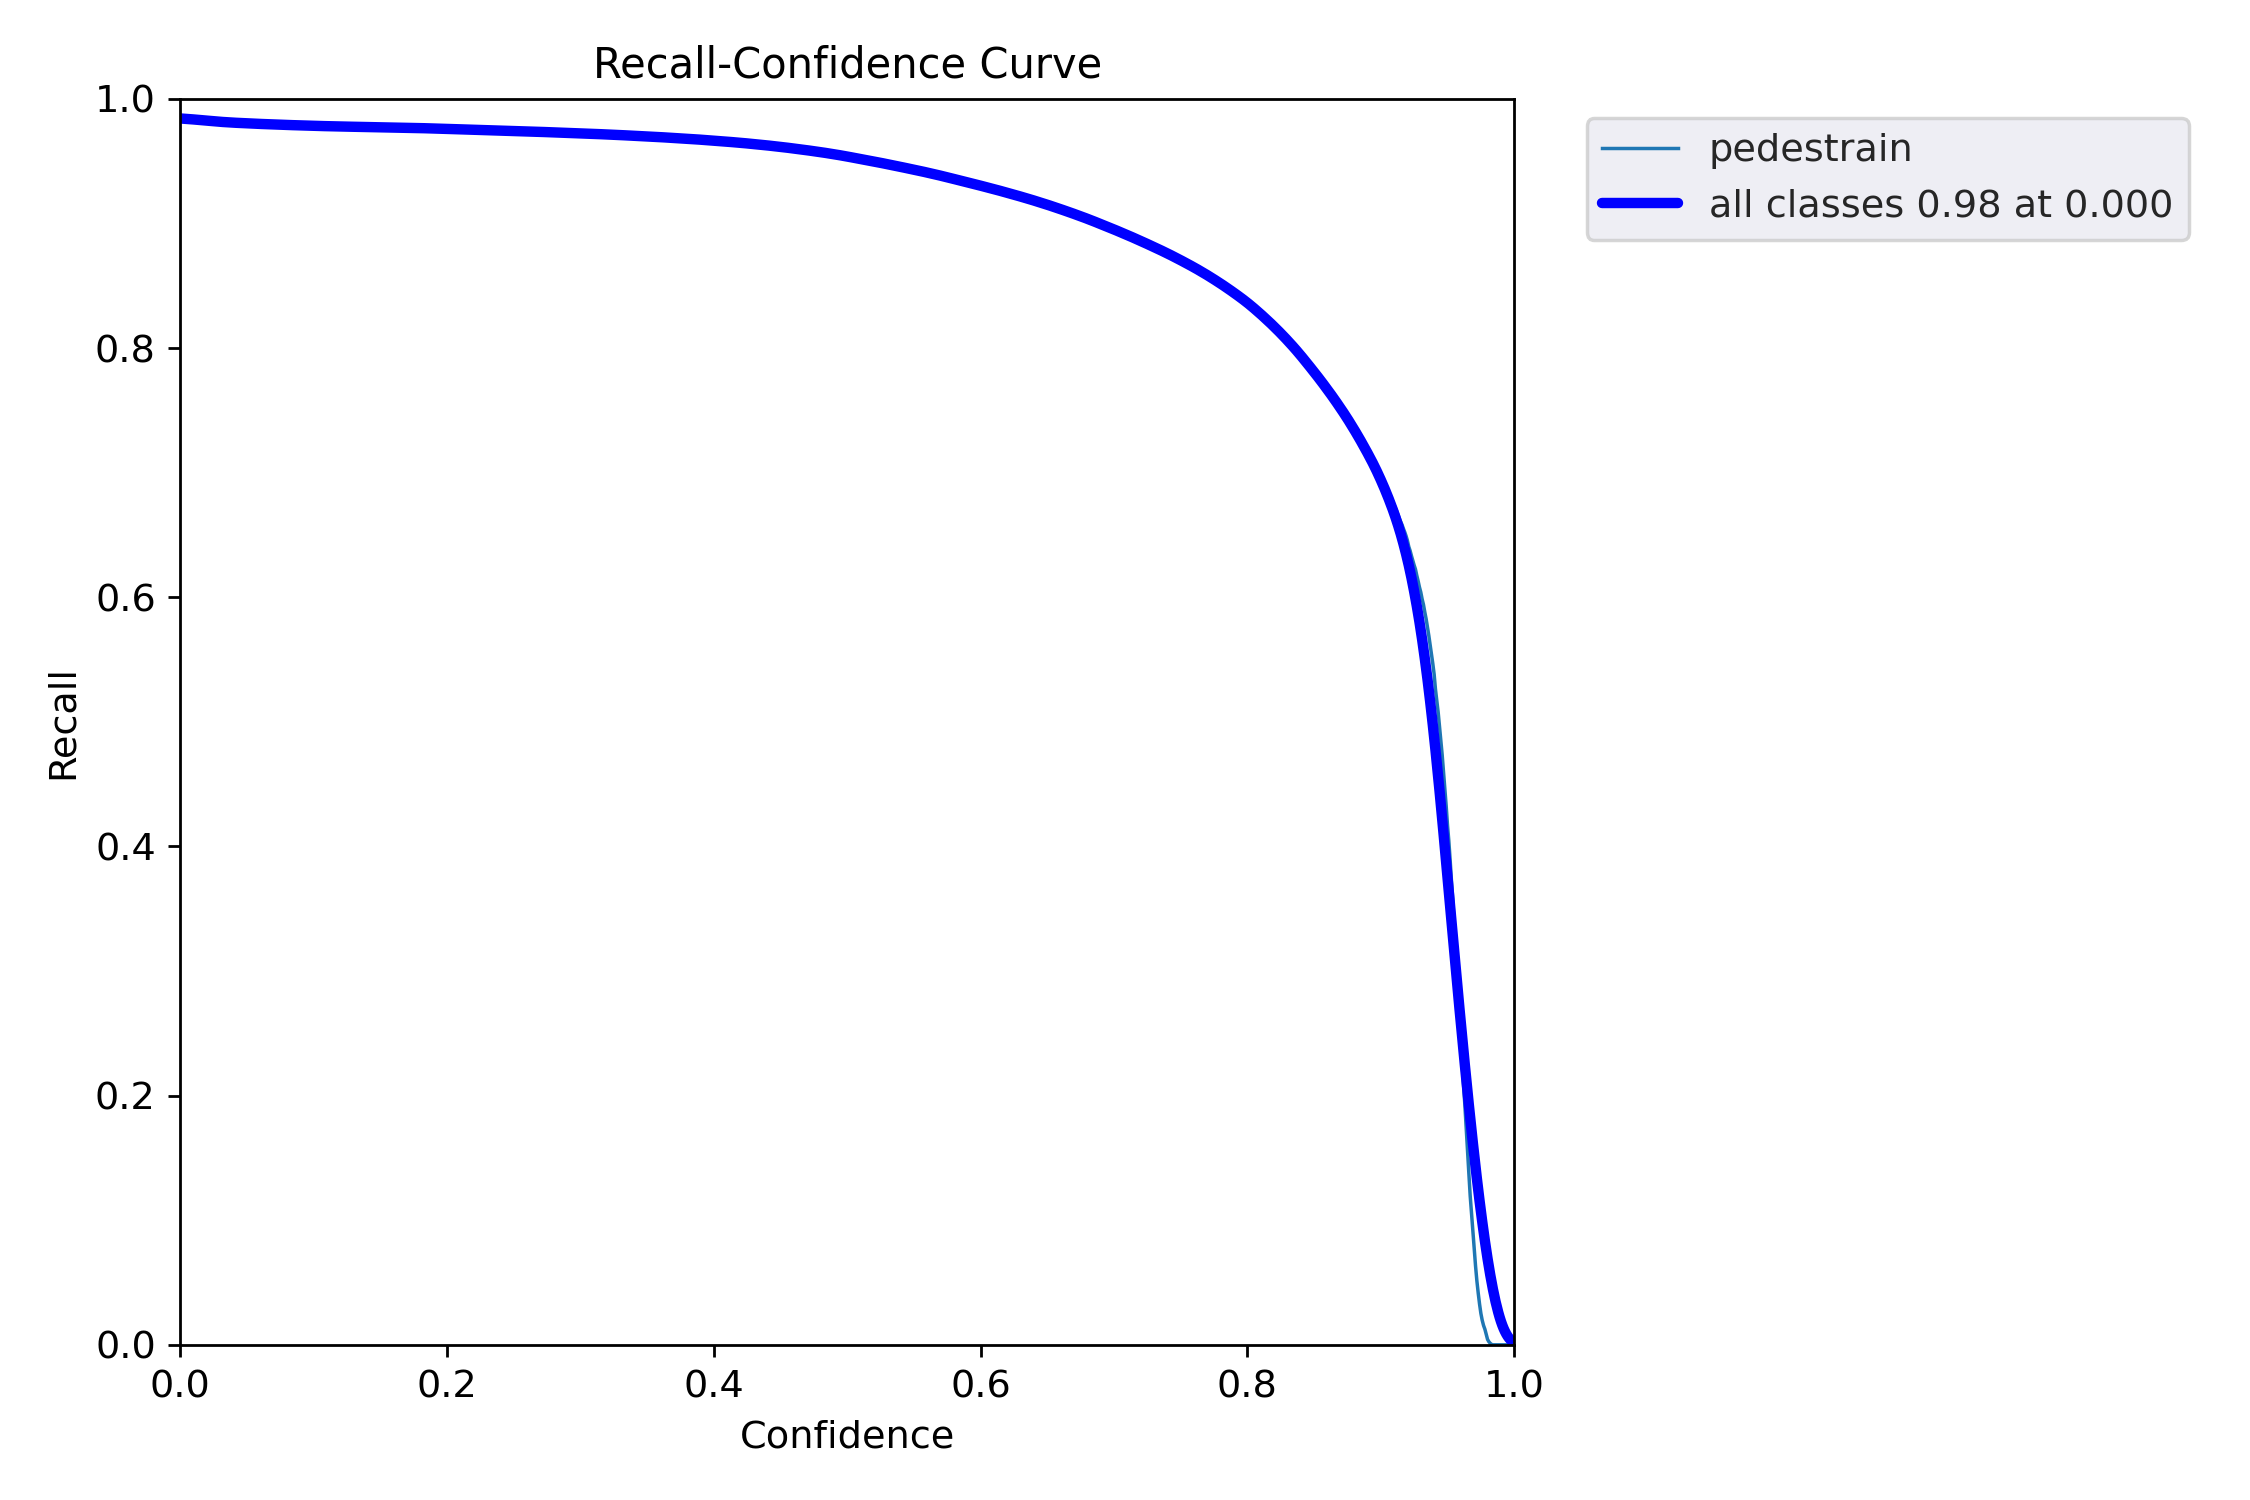 Recall-Confidence Curve
pedestrain
all classes 0.98 at 0.000
1.0
0.8
0.6
0.4
0.2
0.0
Recall
0.0 0.2 0.4 0.6 0.8 1.0
Confidence